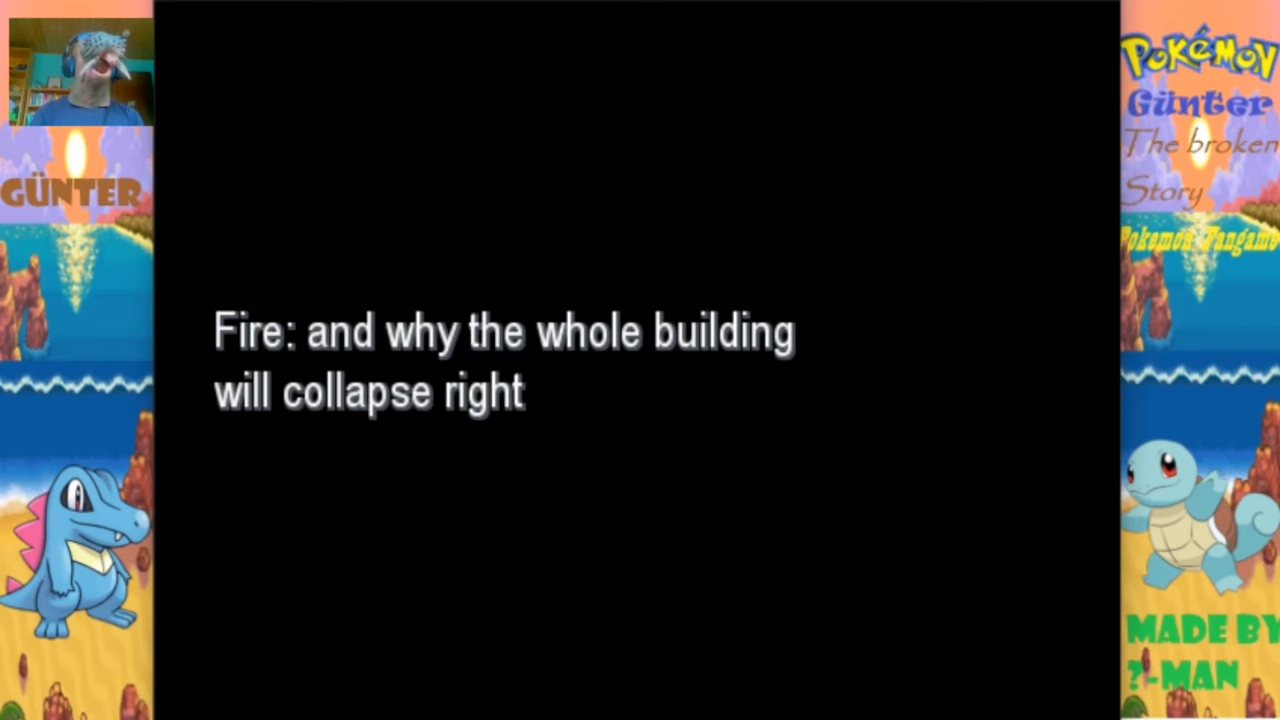 GÜNTER
Fire: and why the whole building
will collapse right
POKéMON
Günter
The broken
Story
Pokemon Fangame
MADE BY
?-MAN